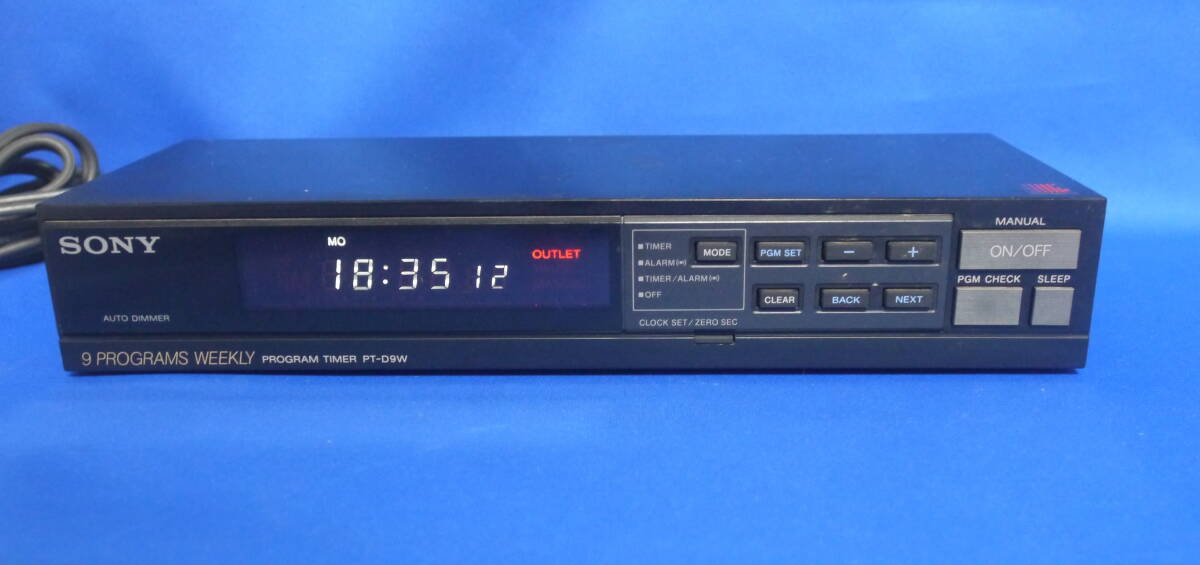 SONY
AUTO DIMMER
MO
18:35 12
OUTLET
TIMER
ALARM((•))
TIMER/ALARM((•))
OFF
MODE
CLOCK SET/ZERO SEC
PGM SET
−
+
CLEAR
BACK
NEXT
MANUAL
ON/OFF
PGM CHECK
SLEEP
9 PROGRAMS WEEKLY PROGRAM TIMER PT-D9W